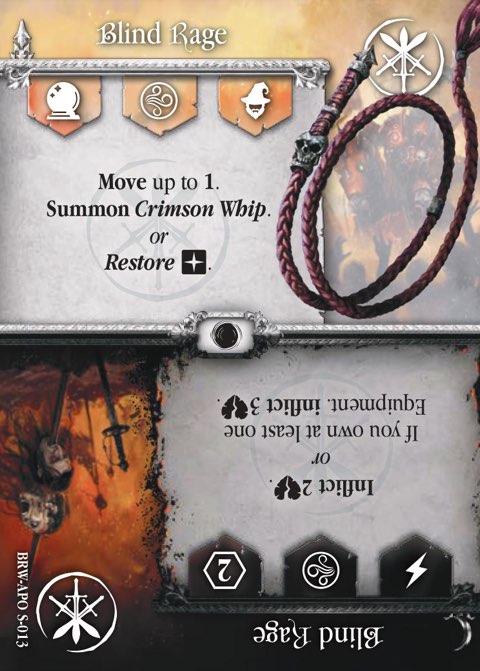 Blind Rage
Move up to 1.
Summon Crimson Whip.
or
Restore.
Blind Rage
2
Inflict 2.
or
If you own at least one
Equipment. inflict 3.
BRW-APO S-013